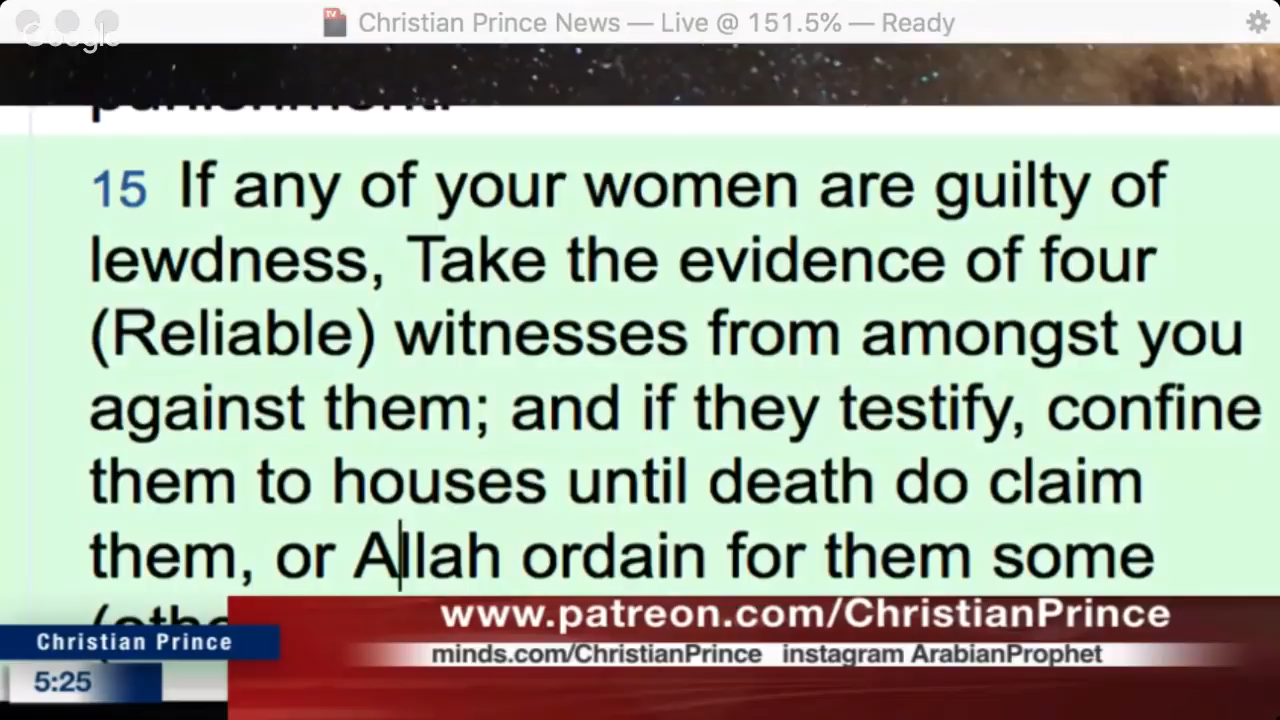 Christian Prince News — Live @ 151.5% — Ready
Google
punishment.
15 If any of your women are guilty of
lewdness, Take the evidence of four
(Reliable) witnesses from amongst you
against them; and if they testify, confine
them to houses until death do claim
them, or Allah ordain for them some
www.patreon.com/ChristianPrince
Christian Prince
minds.com/ChristianPrince instagram ArabianProphet
5:25